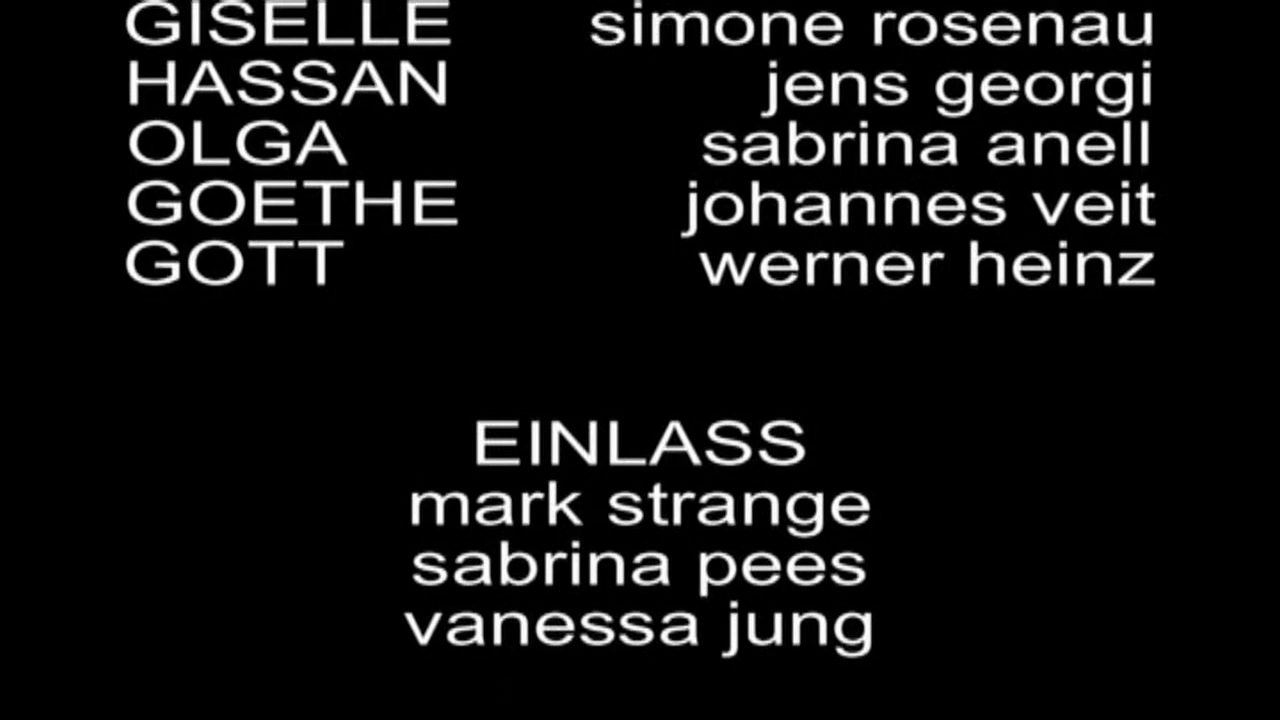 GISELLE simone rosenau
HASSAN jens georgi
OLGA sabrina anell
GOETHE johannes veit
GOTT werner heinz
EINLASS
mark strange
sabrina pees
vanessa jung